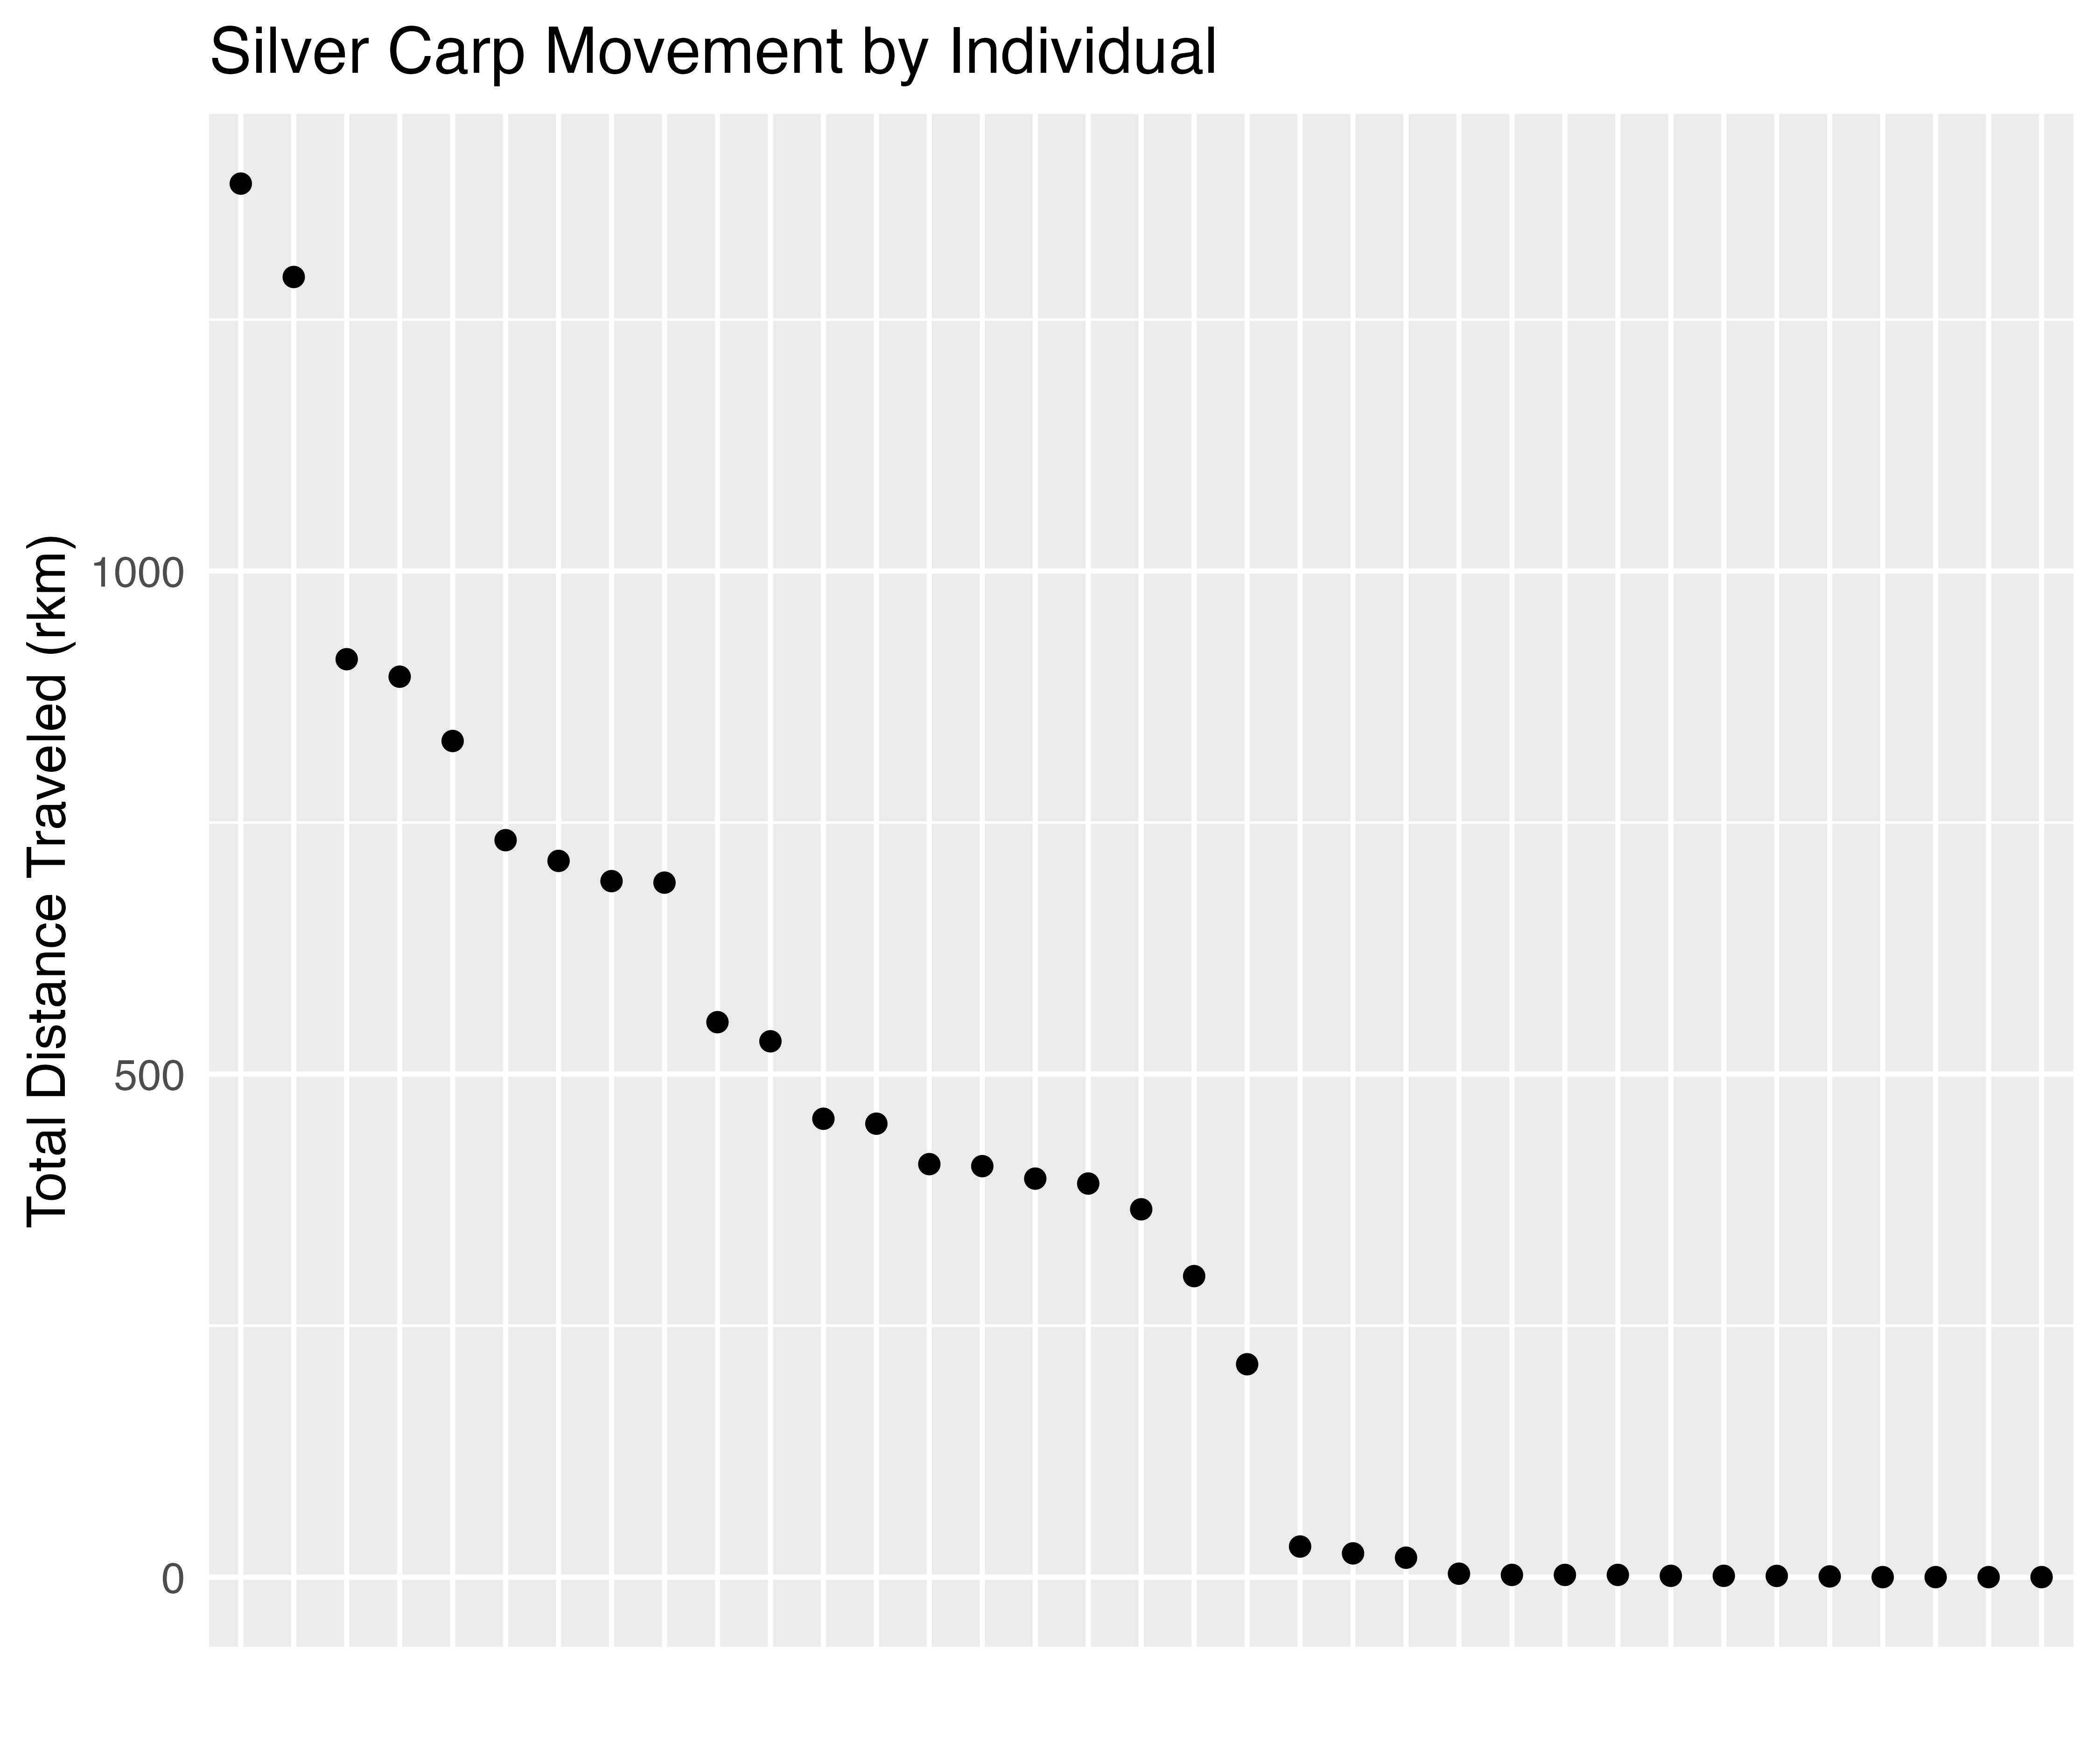 Silver Carp Movement by Individual
Total Distance Traveled (rkm)
1000
500
0